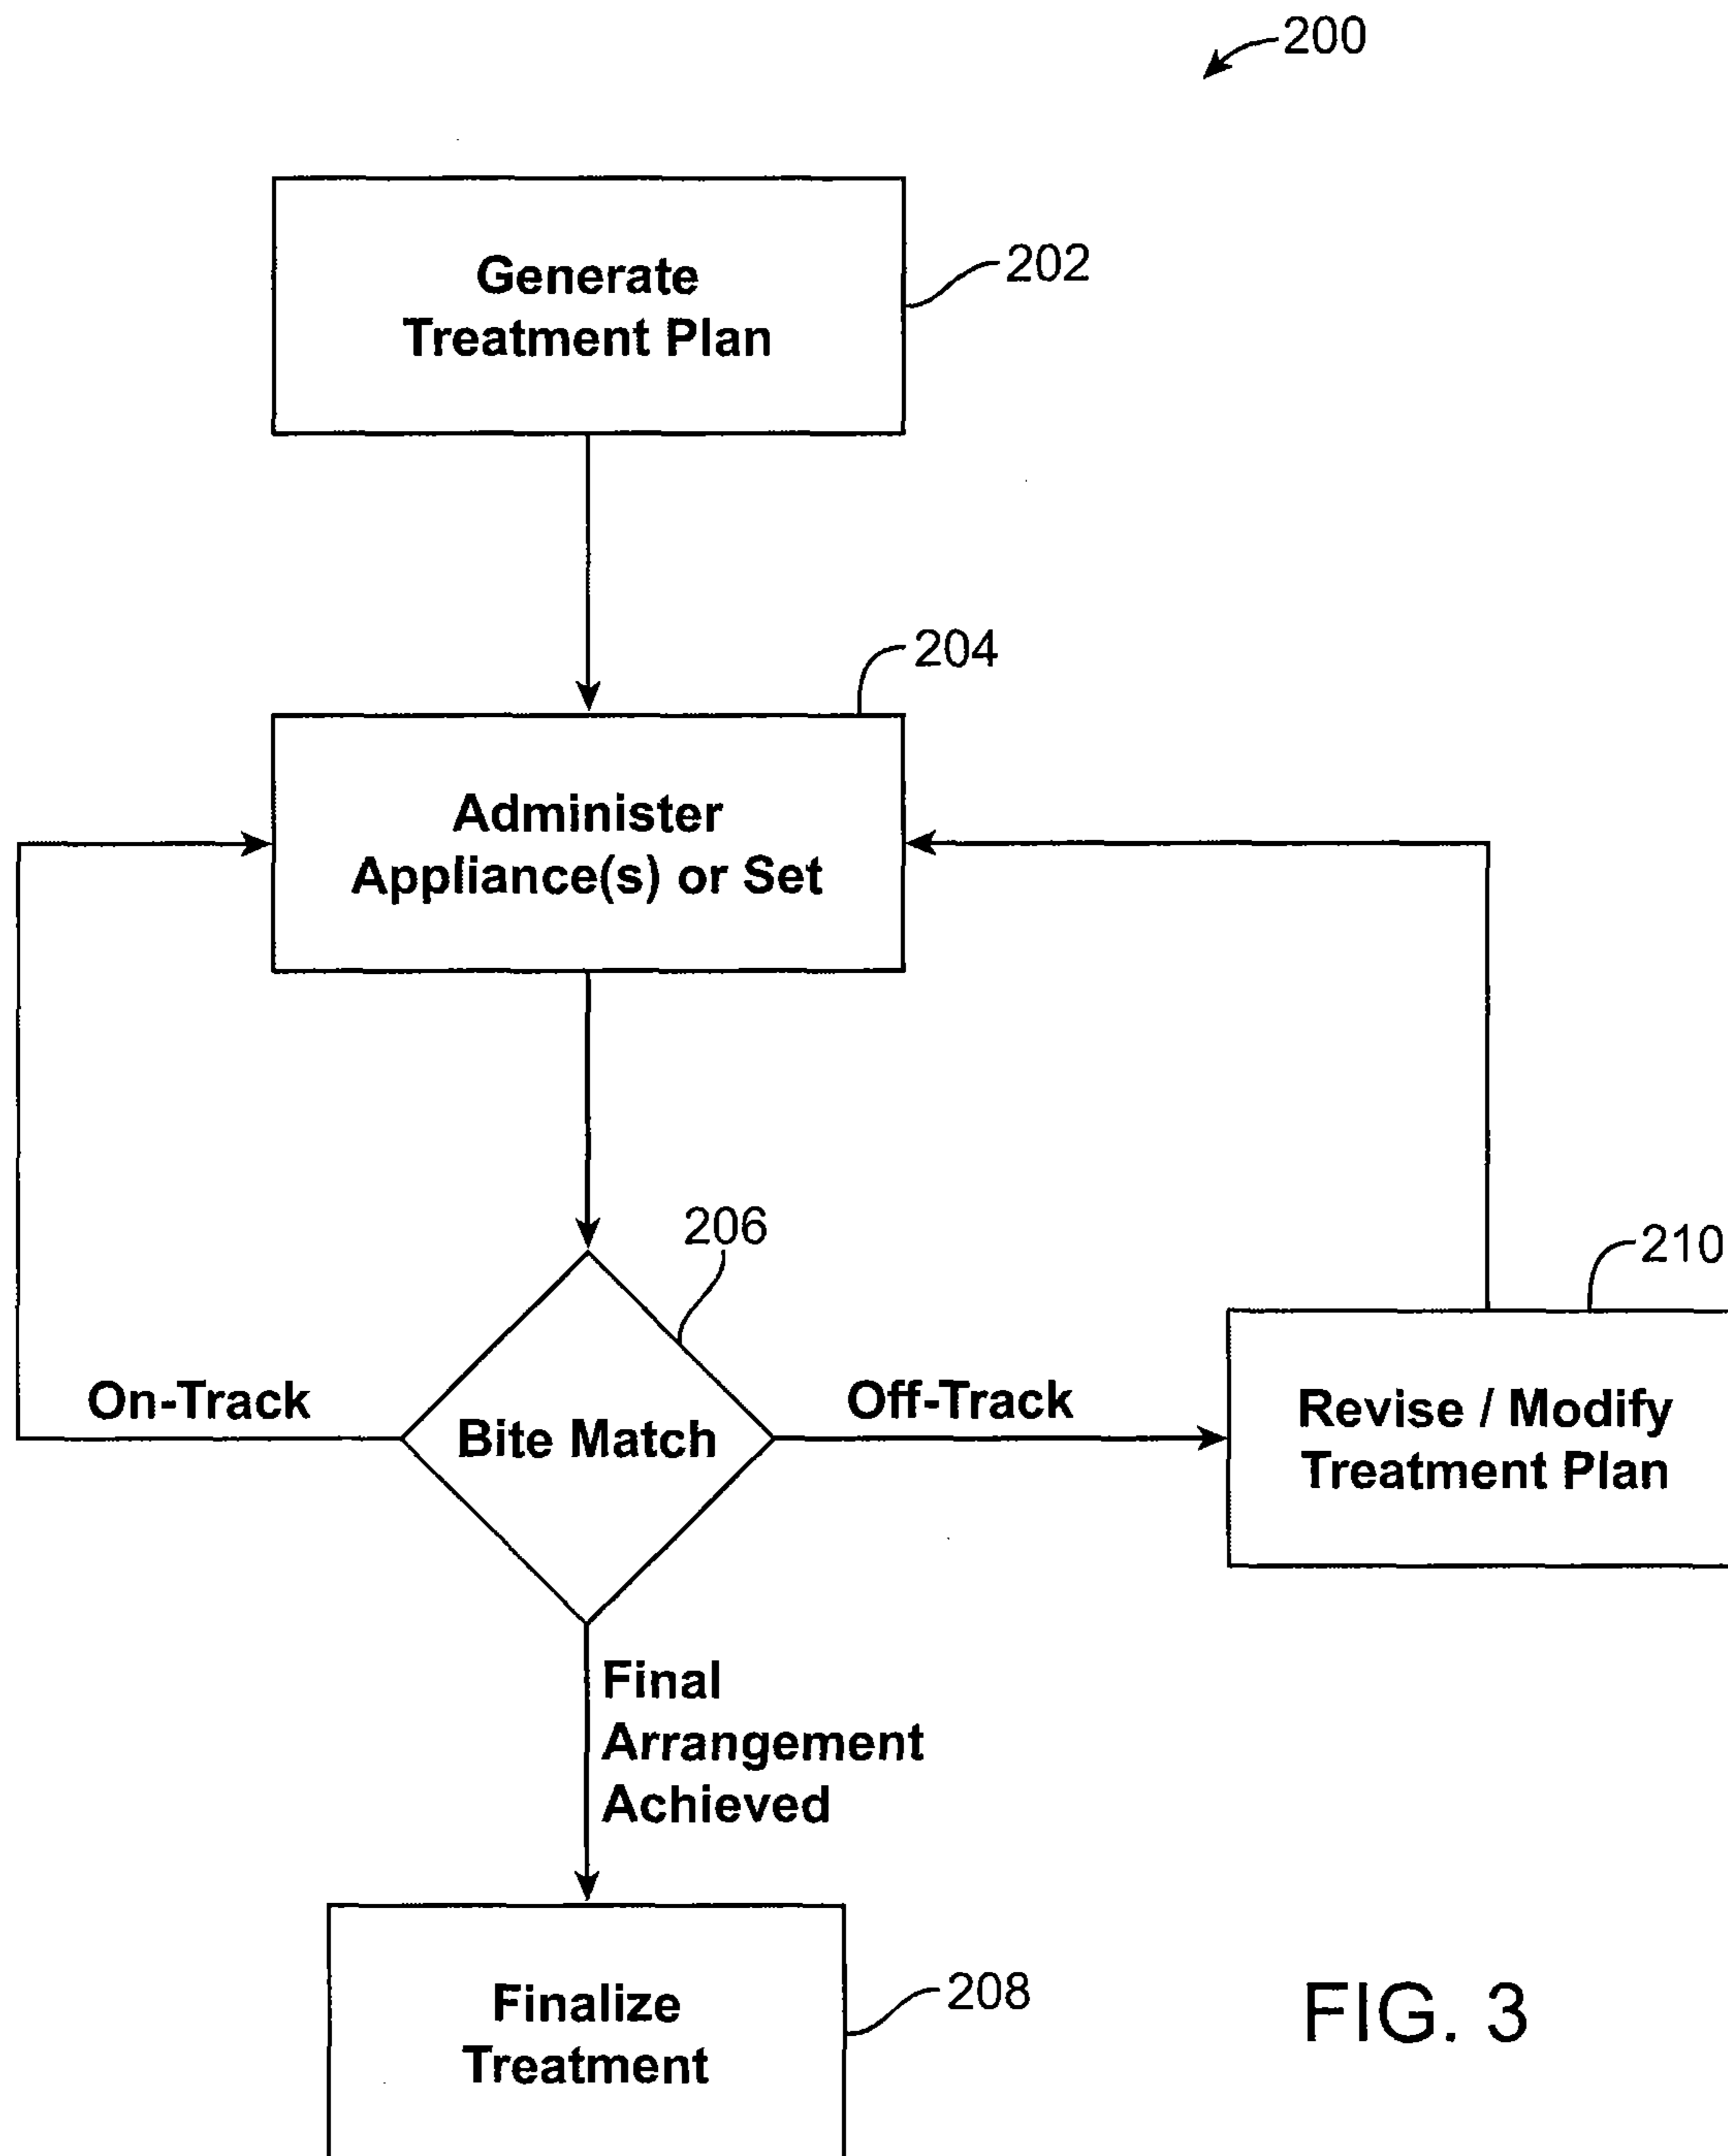 200
Generate
Treatment Plan
202
204
Administer
Appliance(s) or Set
206
210
On-Track
Bite Match
Off-Track
Revise / Modify
Treatment Plan
Final
Arrangement
Achieved
Finalize
Treatment
208
FIG. 3